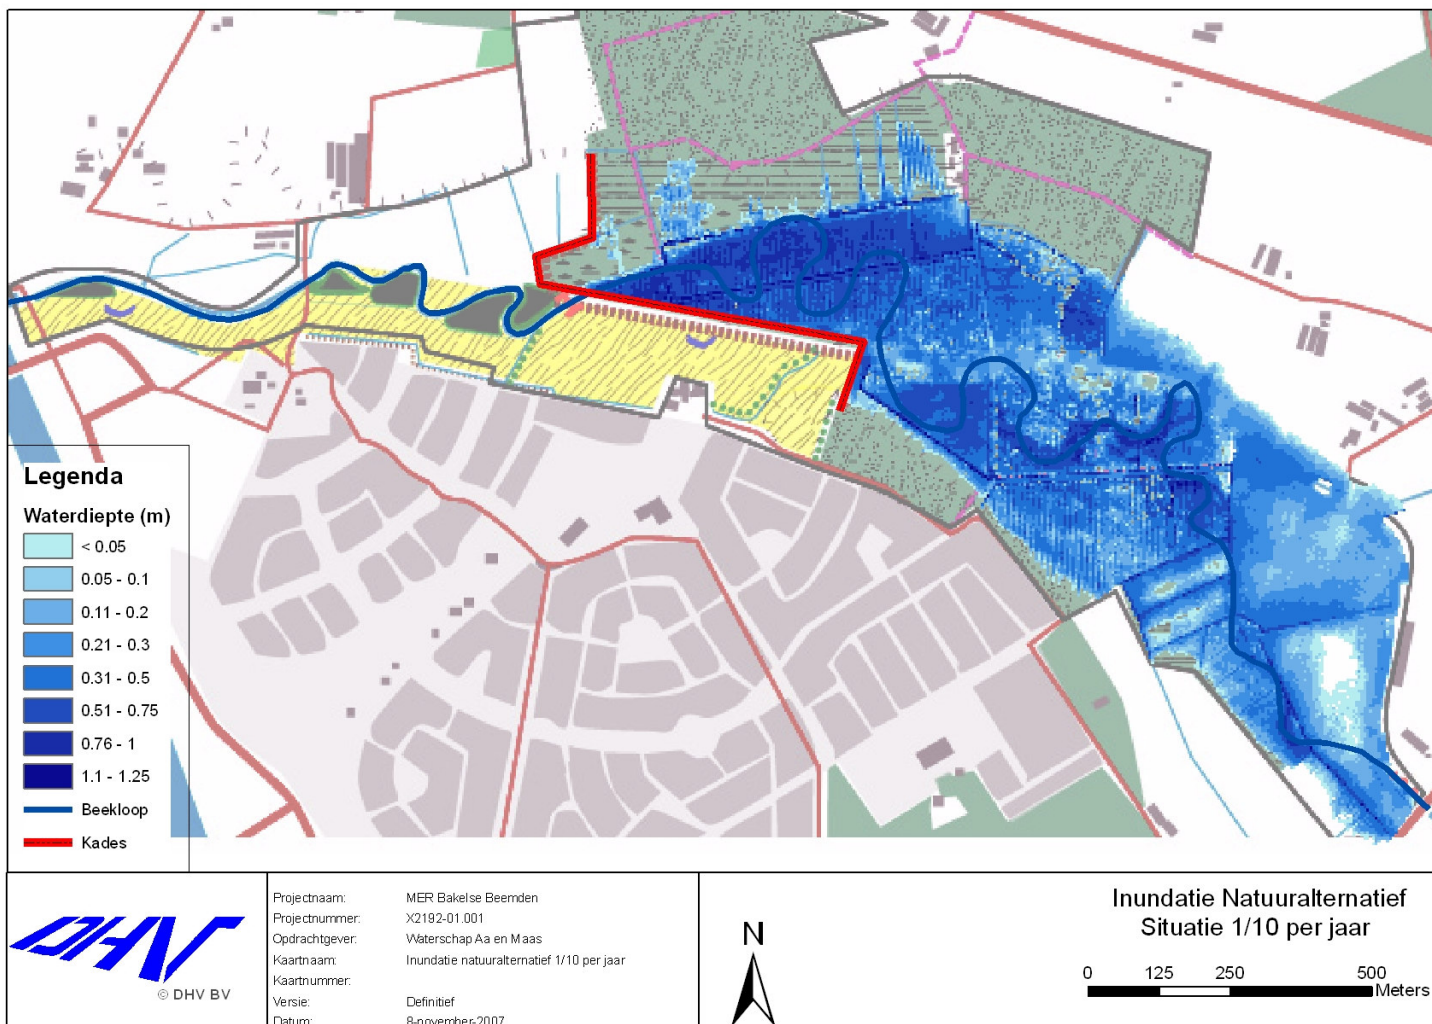 Legenda
Waterdiepte (m)
< 0.05
0.05 - 0.1
0.11 - 0.2
0.21 - 0.3
0.31 - 0.5
0.51 - 0.75
0.76 - 1
1.1 - 1.25
Beekloop
Kades
DHV
© DHV BV
Projectnaam: MER Bakelse Beemden
Projectnummer: X2192-01.001
Opdrachtgever: Waterschap Aa en Maas
Kaartnaam: Inundatie natuuralternatief 1/10 per jaar
Kaartnummer:
Versie: Definitief
Datum: 8-november-2007
N
Inundatie Natuuralternatief
Situatie 1/10 per jaar
0 125 250 500
Meters